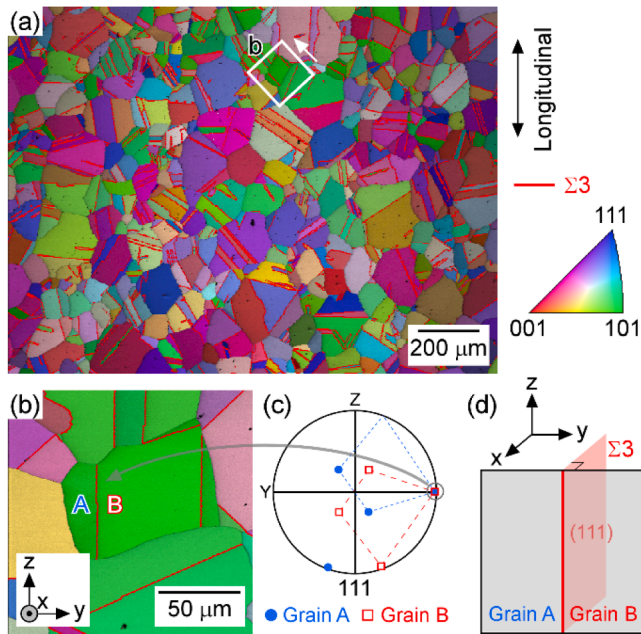 (a)
b
Longitudinal
Σ3
111
001
101
200 μm
(b)
A
B
z
x
y
50 μm
(c)
Z
Y
111
Grain A
Grain B
(d)
z
y
x
Σ3
(111)
Grain A
Grain B